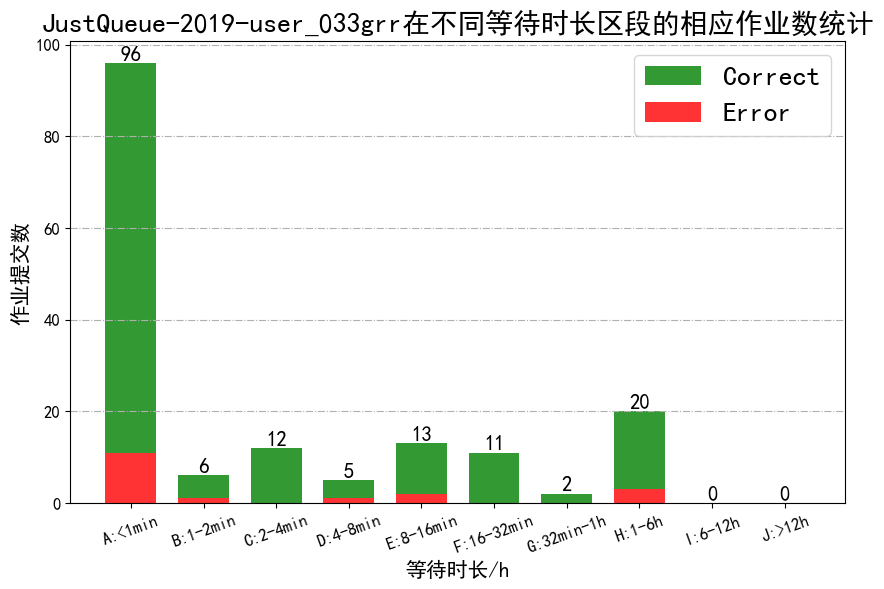 JustQueue-2019-user_033grr在不同等待时长区段的相应作业数统计
Correct
Error
作业提交数
100
80
60
40
20
0
96
6
12
5
13
11
2
20
0
0
A:<1min
B:1-2min
C:2-4min
D:4-8min
E:8-16min
F:16-32min
G:32min-1h
H:1-6h
I:6-12h
J:>12h
等待时长/h